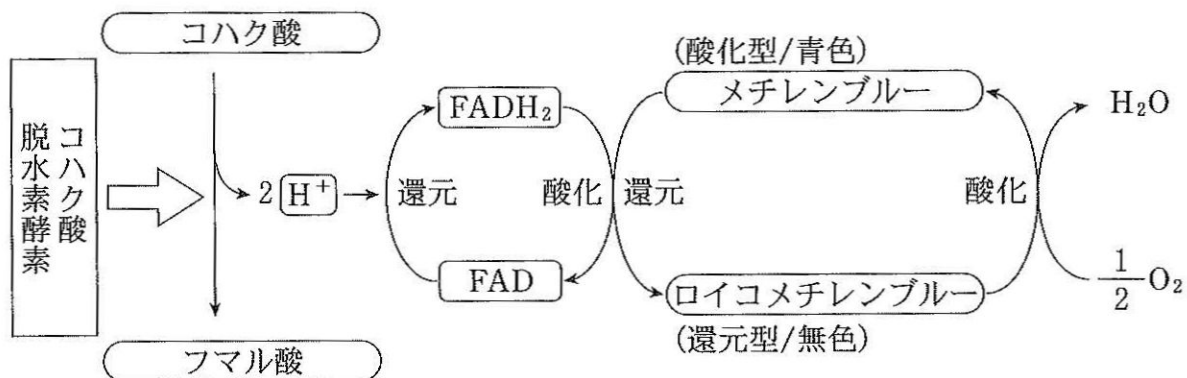 コハク酸
コハク酸
脱水素酵素
2 H⁺
フマル酸
FADH₂
還元
酸化
FAD
(酸化型/青色)
メチレンブルー
還元
酸化
ロイコメチレンブルー
(還元型/無色)
H₂O
1/2 O₂